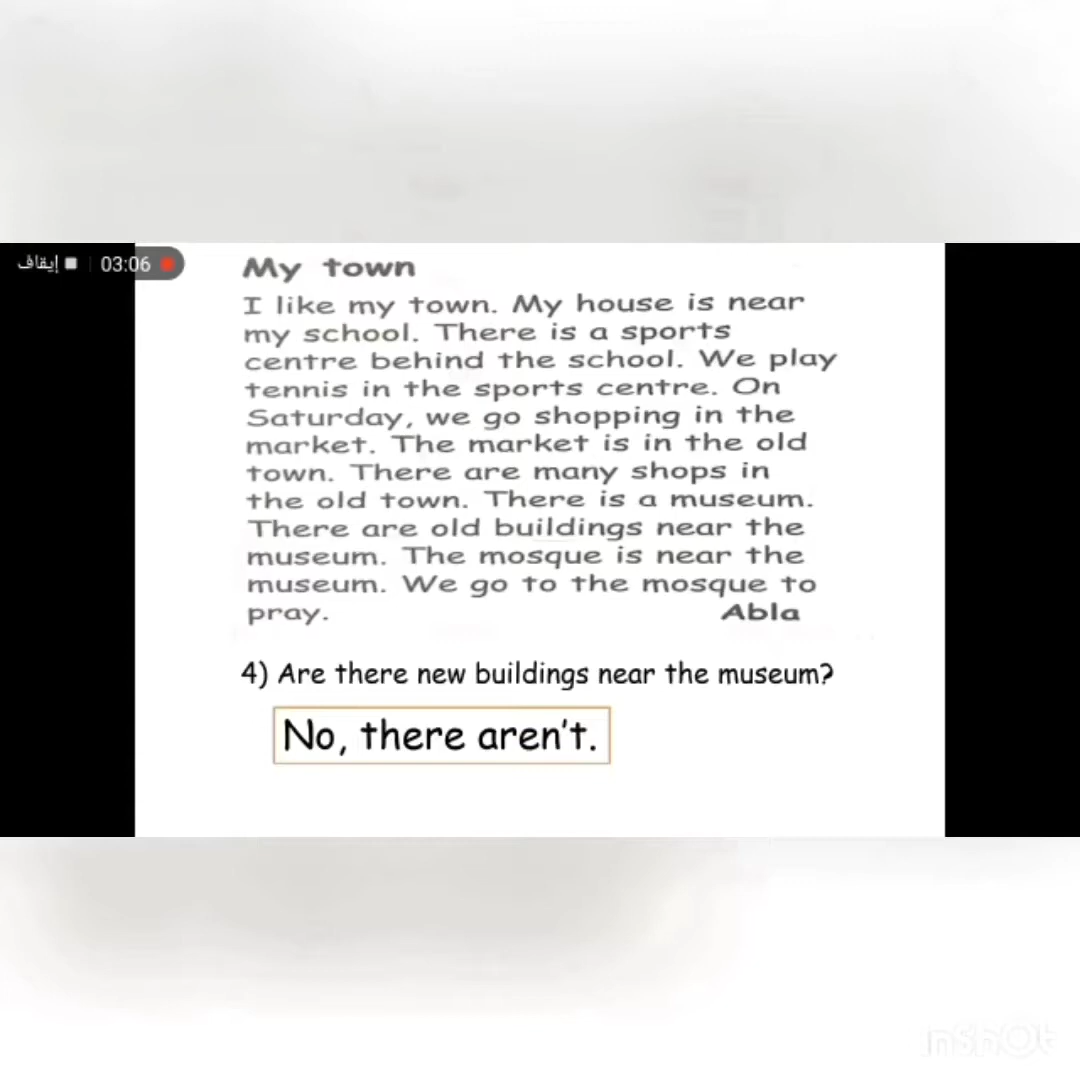 إيقاف 03:06
My town
I like my town. My house is near
my school. There is a sports
centre behind the school. We play
tennis in the sports centre. On
Saturday, we go shopping in the
market. The market is in the old
town. There are many shops in
the old town. There is a museum.
There are old buildings near the
museum. The mosque is near the
museum. We go to the mosque to
pray. Abla
4) Are there new buildings near the museum?
No, there aren't.
InShOt